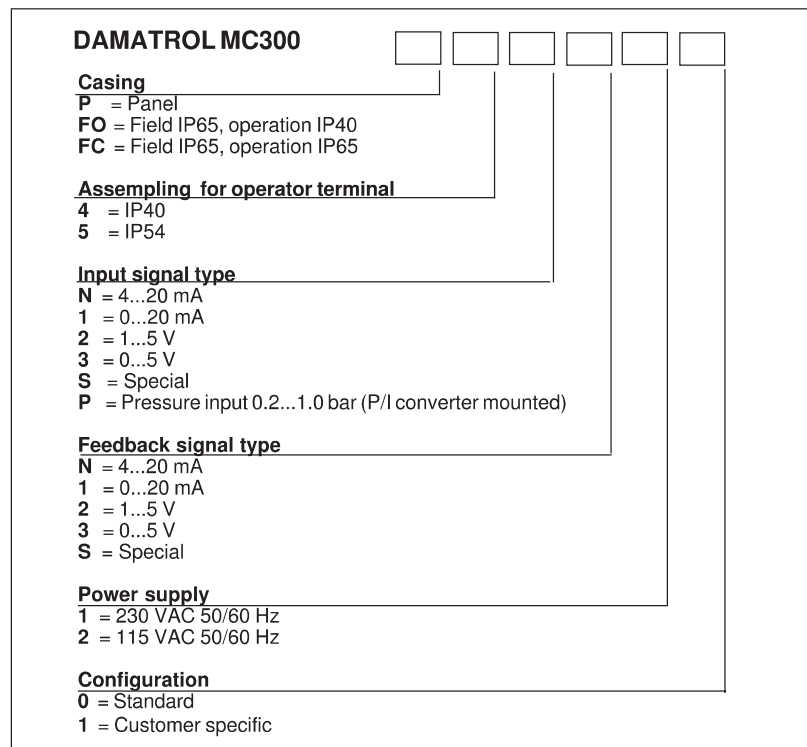 DAMATROL MC300
Casing
P = Panel
FO = Field IP65, operation IP40
FC = Field IP65, operation IP65
Assempling for operator terminal
4 = IP40
5 = IP54
Input signal type
N = 4...20 mA
1 = 0...20 mA
2 = 1...5 V
3 = 0...5 V
S = Special
P = Pressure input 0.2...1.0 bar (P/I converter mounted)
Feedback signal type
N = 4...20 mA
1 = 0...20 mA
2 = 1...5 V
3 = 0...5 V
S = Special
Power supply
1 = 230 VAC 50/60 Hz
2 = 115 VAC 50/60 Hz
Configuration
0 = Standard
1 = Customer specific